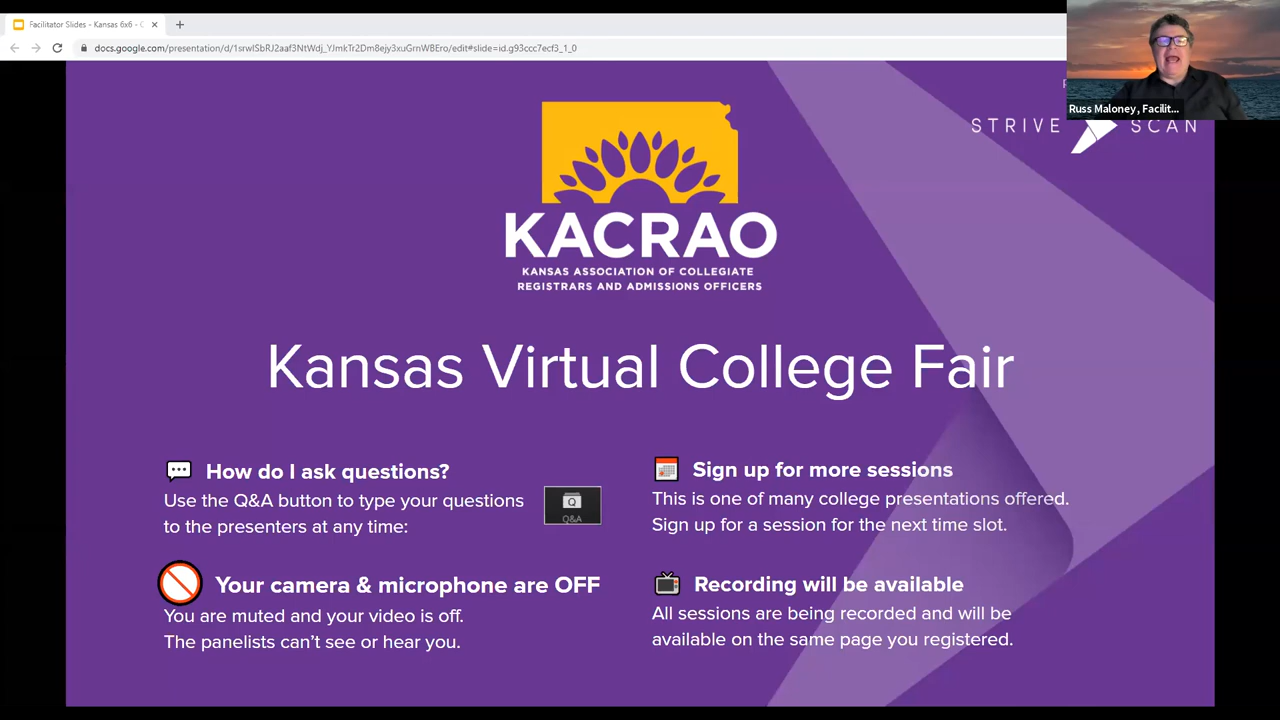 Facilitator Slides - Kansas 6x6 -
docs.google.com/presentation/d/1srwISbRJ2aaf3NtWdj_YJmkTr2Dm8ejy3xuGrnWBEro/edit#slide=id.g93ccc7ecf3_1_0
Russ Maloney, Facilit...
STRIVE SCAN
KACRAO
KANSAS ASSOCIATION OF COLLEGIATE
REGISTRARS AND ADMISSIONS OFFICERS
Kansas Virtual College Fair
How do I ask questions?
Use the Q&A button to type your questions
to the presenters at any time:
Q
Q&A
Your camera & microphone are OFF
You are muted and your video is off.
The panelists can't see or hear you.
Sign up for more sessions
This is one of many college presentations offered.
Sign up for a session for the next time slot.
Recording will be available
All sessions are being recorded and will be
available on the same page you registered.